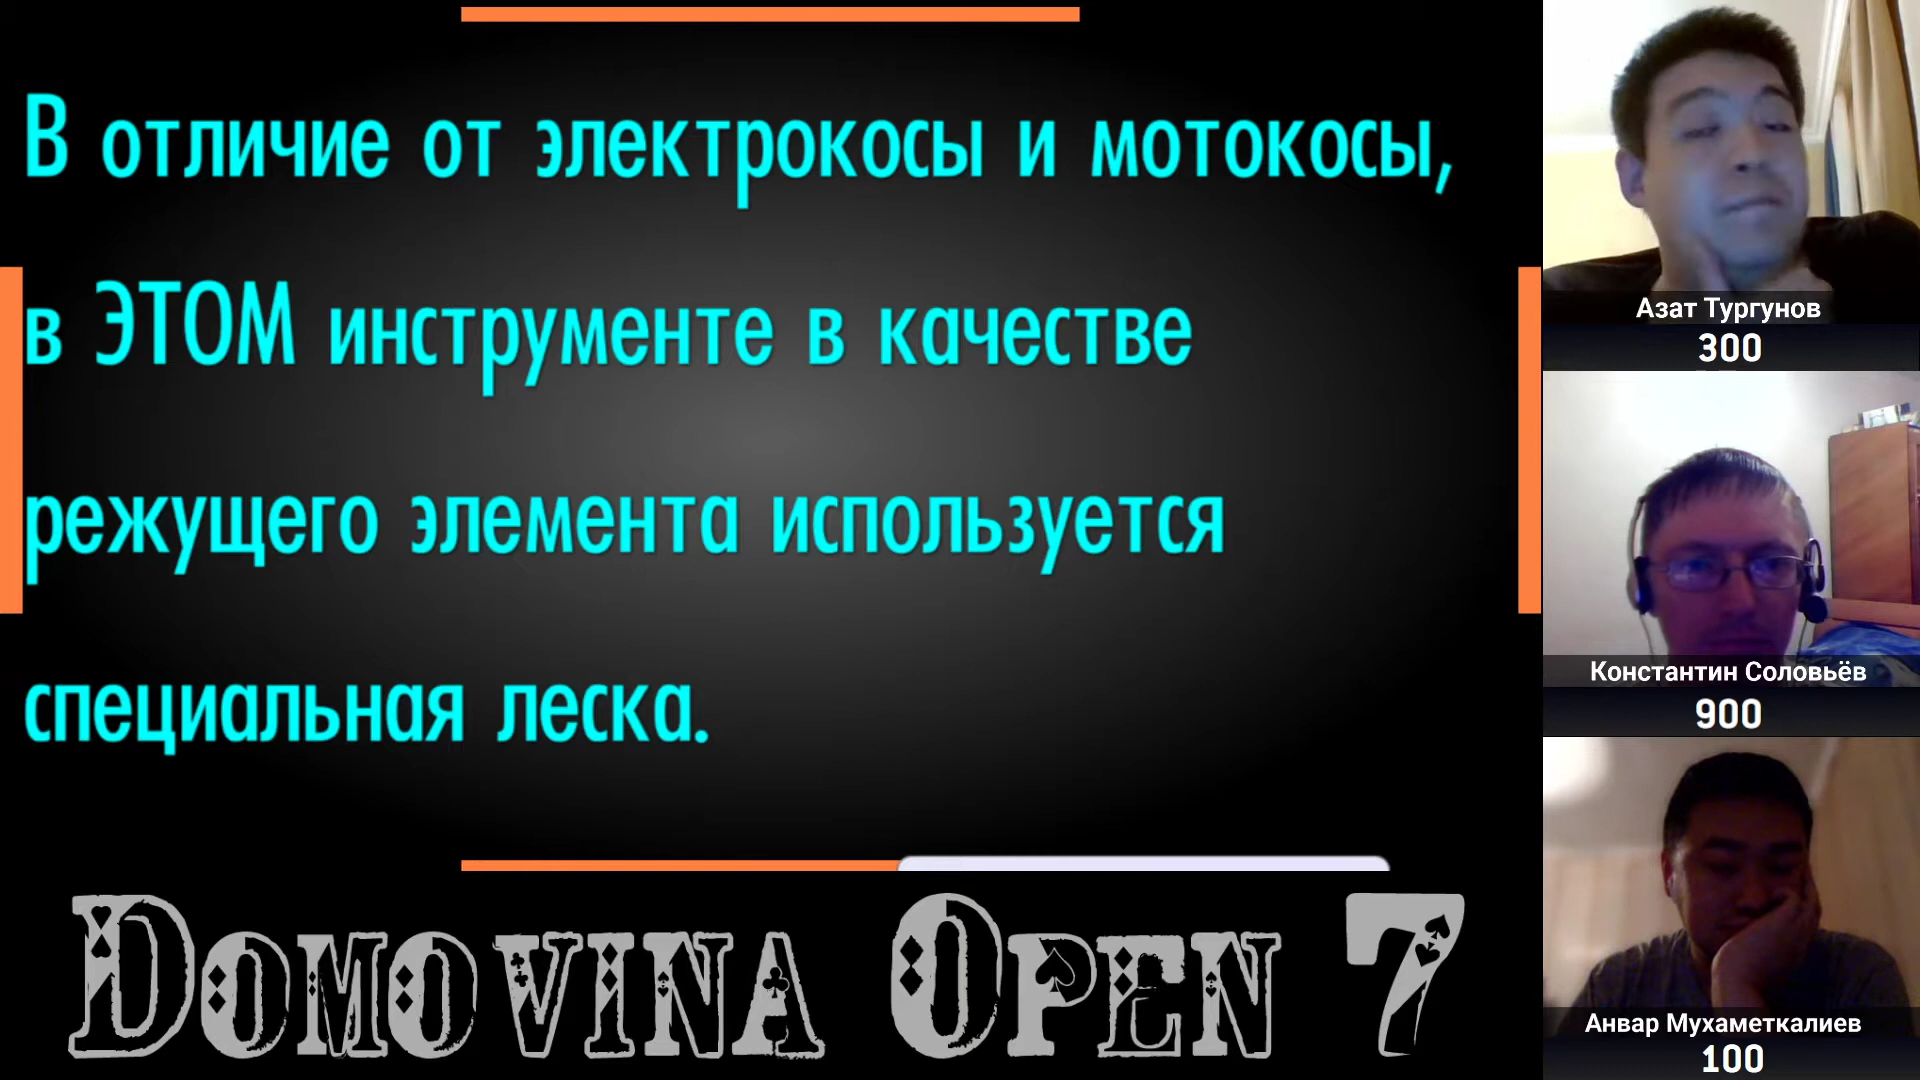 В отличие от электрокосы и мотокосы,
в ЭТОМ инструменте в качестве
режущего элемента используется
специальная леска.
DOMOVINA OPEN 7
Азат Тургунов
300
Константин Соловьёв
900
Анвар Мухаметкалиев
100